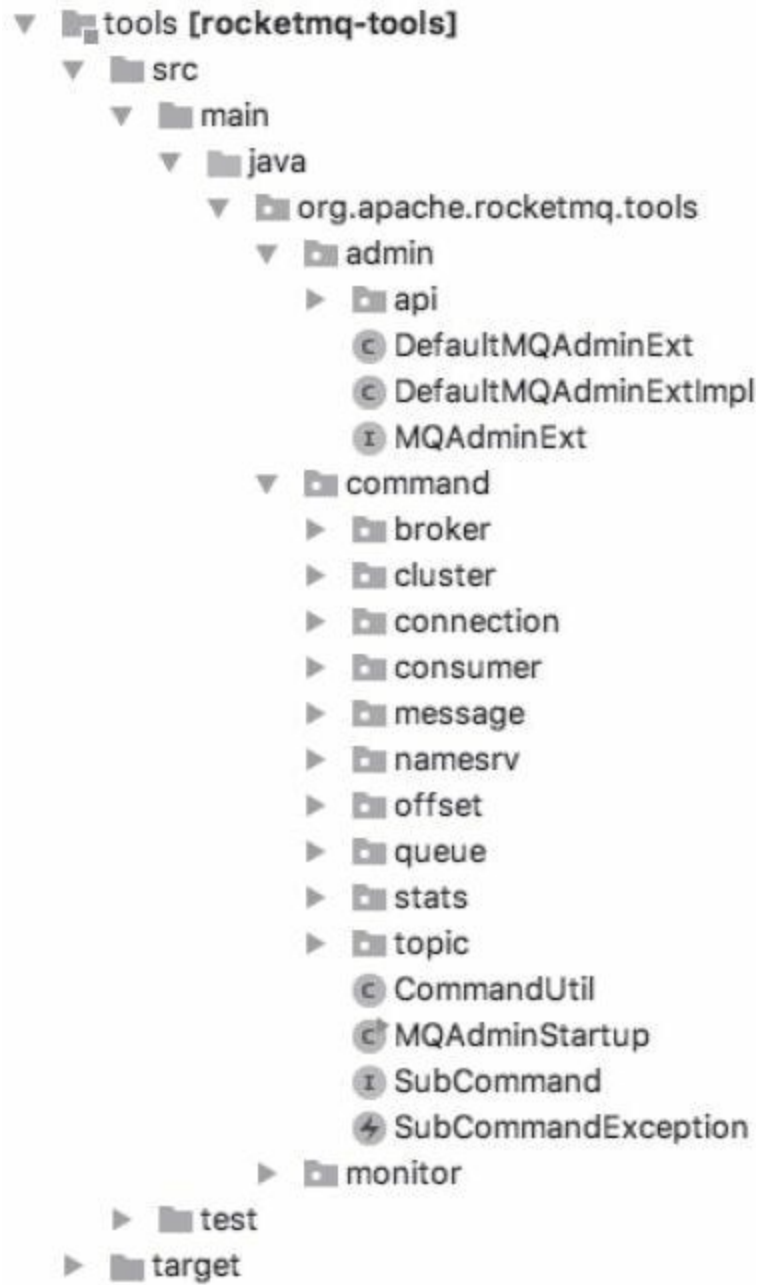 tools [rocketmq-tools]
src
main
java
org.apache.rocketmq.tools
admin
api
DefaultMQAdminExt
DefaultMQAdminExtImpl
MQAdminExt
command
broker
cluster
connection
consumer
message
namesrv
offset
queue
stats
topic
CommandUtil
MQAdminStartup
SubCommand
SubCommandException
monitor
test
target